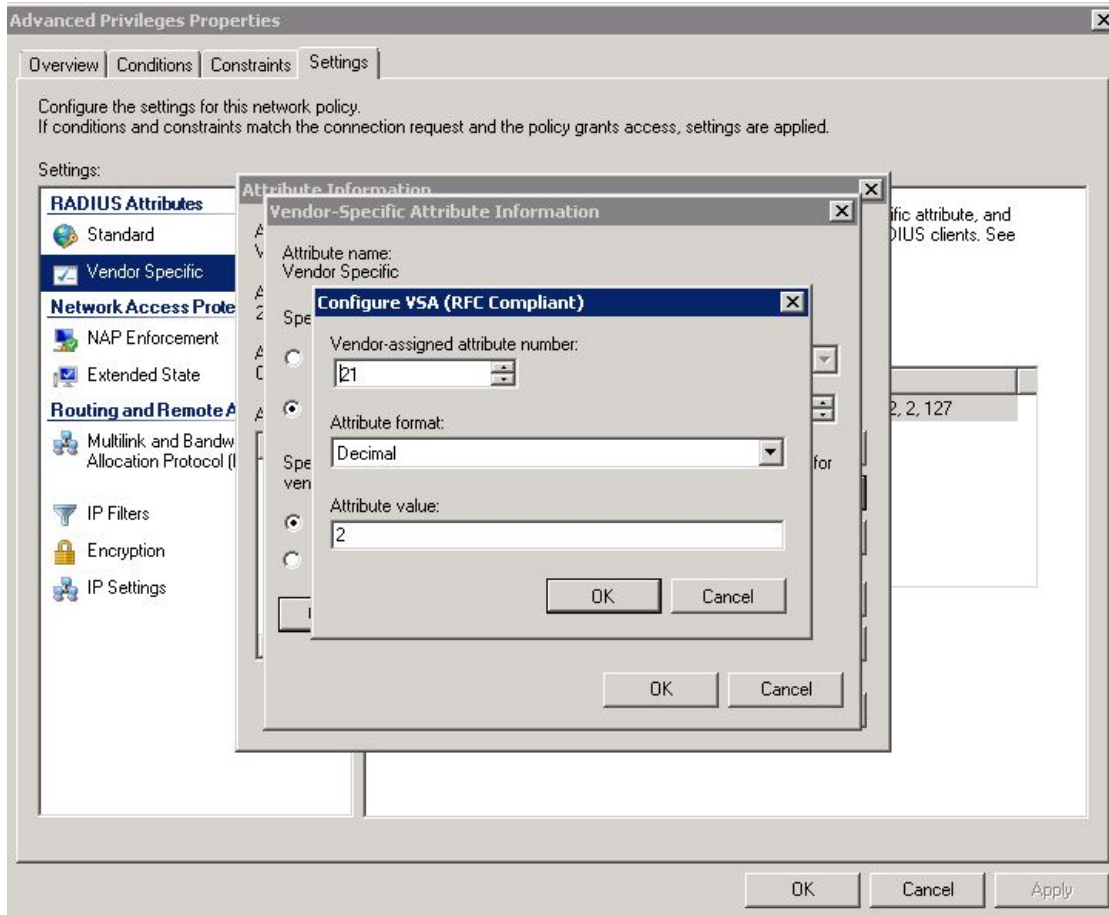 Advanced Privileges Properties
Overview
Conditions
Constraints
Settings
Configure the settings for this network policy.
If conditions and constraints match the connection request and the policy grants access, settings are applied.
Settings:
RADIUS Attributes
Standard
Vendor Specific
Network Access Prote
NAP Enforcement
Extended State
Routing and Remote A
Multilink and Bandw
Allocation Protocol (
IP Filters
Encryption
IP Settings
Attribute Information
ific attribute, and
DIUS clients. See
2, 2, 127
Vendor-Specific Attribute Information
Attribute name:
Vendor Specific
Spe
Spe
for
ven
Configure VSA (RFC Compliant)
Vendor-assigned attribute number:
21
Attribute format:
Decimal
Attribute value:
2
OK
Cancel
OK
Cancel
OK
Cancel
Apply